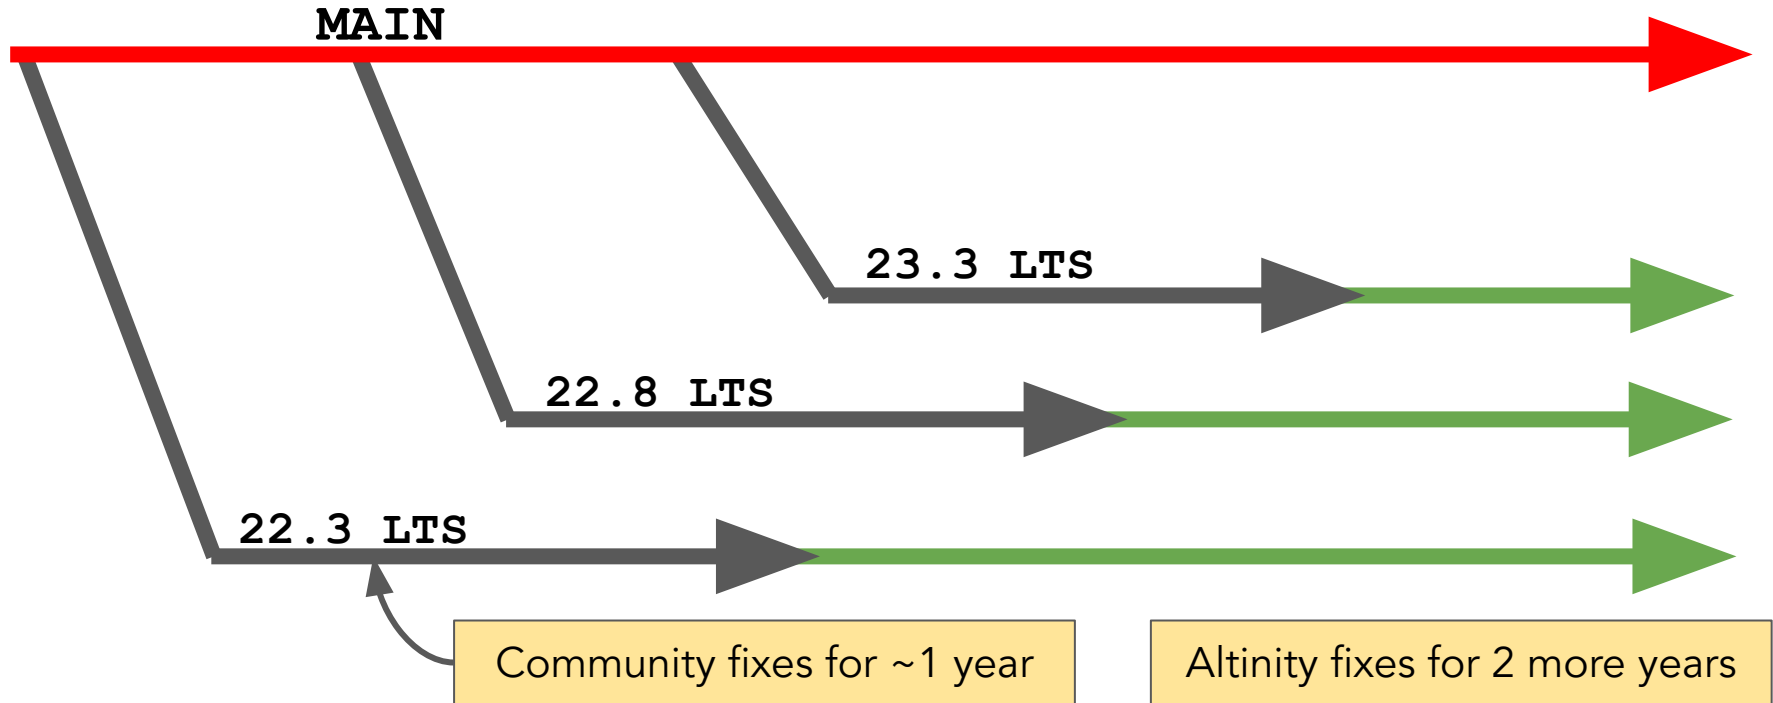 MAIN
23.3 LTS
22.8 LTS
22.3 LTS
Community fixes for ~1 year
Altinity fixes for 2 more years